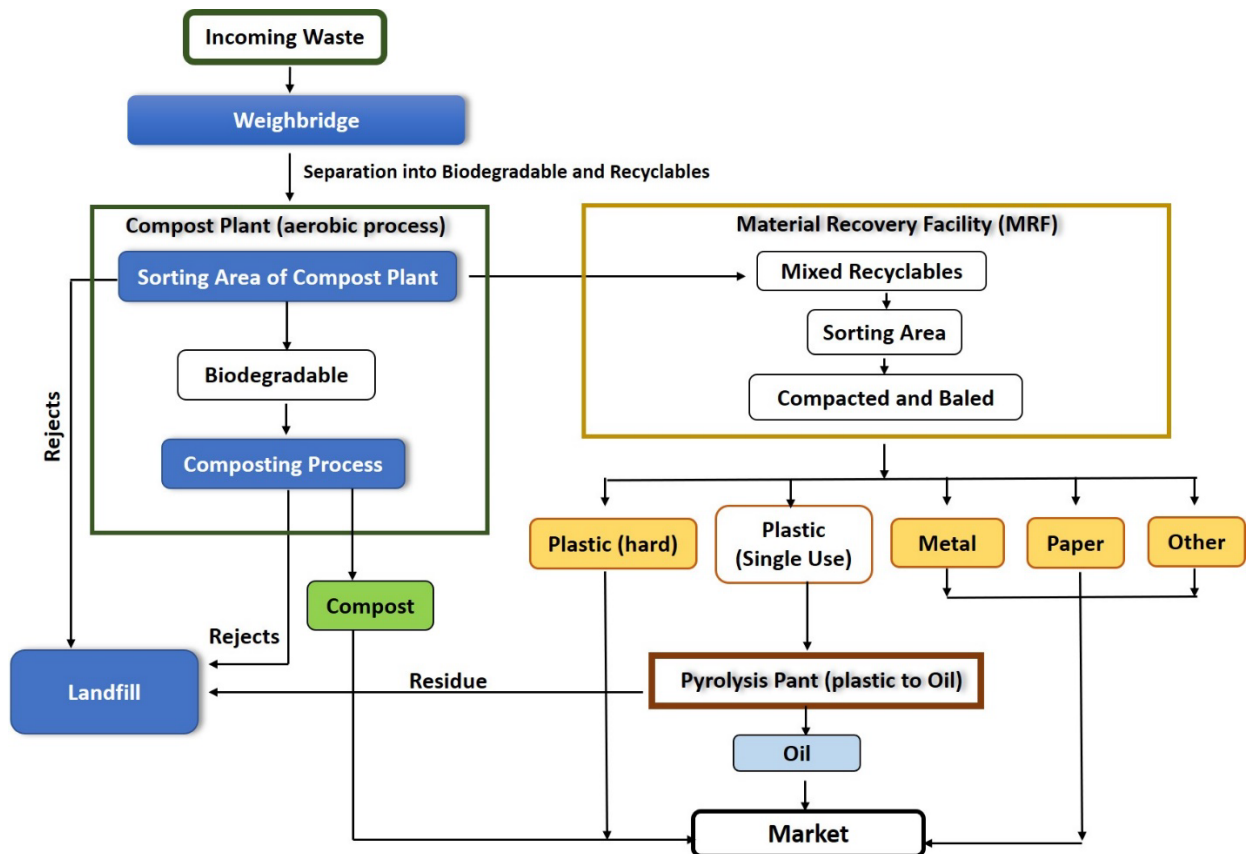 Incoming Waste
Weighbridge
Separation into Biodegradable and Recyclables
Compost Plant (aerobic process)
Sorting Area of Compost Plant
Biodegradable
Composting Process
Rejects
Material Recovery Facility (MRF)
Mixed Recyclables
Sorting Area
Compacted and Baled
Plastic (hard)
Plastic
(Single Use)
Metal
Paper
Other
Compost
Rejects
Landfill
Residue
Pyrolysis Pant (plastic to Oil)
Oil
Market